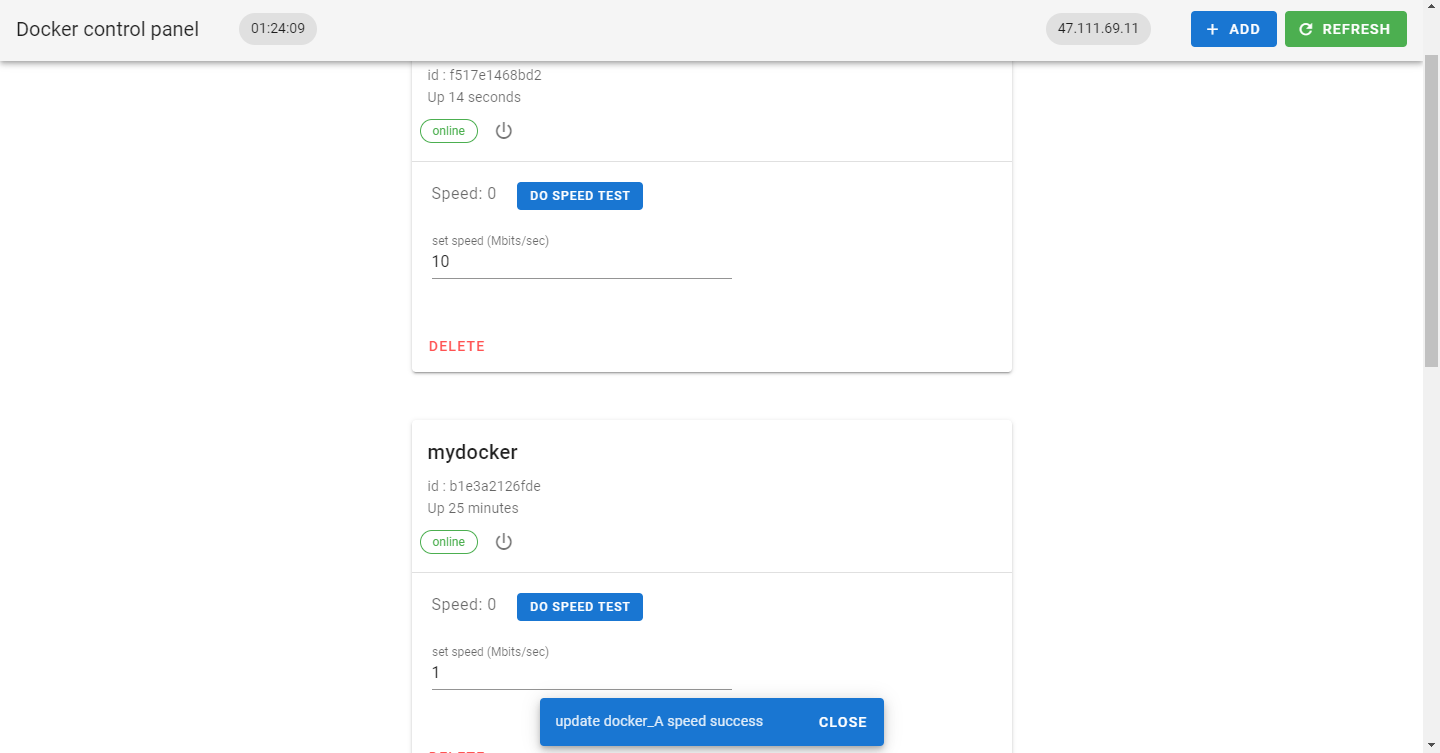 Docker control panel
01:24:09
47.111.69.11
ADD
REFRESH
id : f517e1468bd2
Up 14 seconds
online
Speed: 0
DO SPEED TEST
set speed (Mbits/sec)
10
DELETE
mydocker
id : b1e3a2126fde
Up 25 minutes
online
Speed: 0
DO SPEED TEST
set speed (Mbits/sec)
1
update docker_A speed success
CLOSE